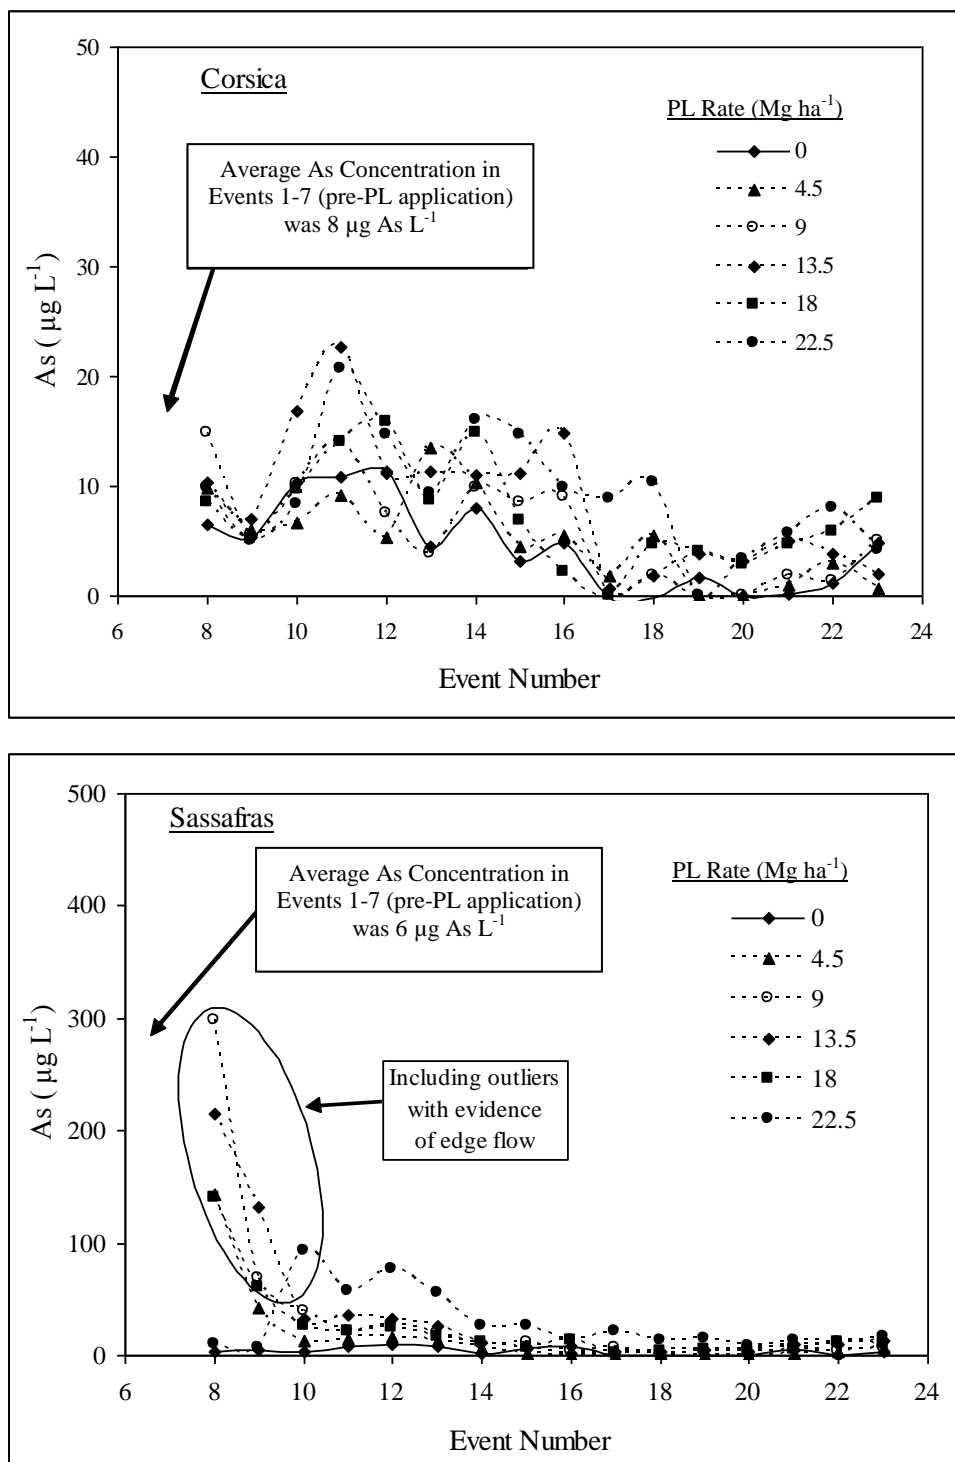 Corsica
PL Rate (Mg ha⁻¹)
0
4.5
9
13.5
18
22.5
Average As Concentration in
Events 1-7 (pre-PL application)
was 8 µg As L⁻¹
As ( µg L⁻¹)
50
40
30
20
10
0
6 8 10 12 14 16 18 20 22 24
Event Number
Sassafras
PL Rate (Mg ha⁻¹)
0
4.5
9
13.5
18
22.5
Average As Concentration in
Events 1-7 (pre-PL application)
was 6 µg As L⁻¹
Including outliers
with evidence
of edge flow
As ( µg L⁻¹)
500
400
300
200
100
0
6 8 10 12 14 16 18 20 22 24
Event Number